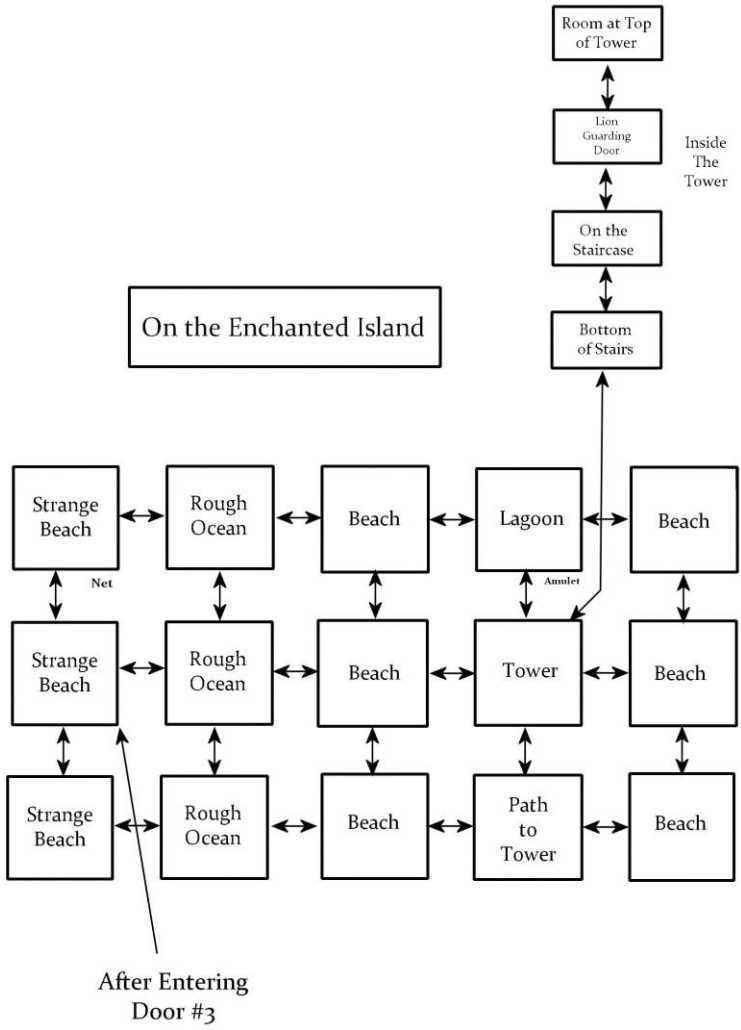 Room at Top
of Tower
Lion
Guarding
Door
Inside
The
Tower
On the
Staircase
On the Enchanted Island
Bottom
of Stairs
Strange
Beach
Rough
Ocean
Beach
Lagoon
Beach
Net
Amulet
Strange
Beach
Rough
Ocean
Beach
Tower
Beach
Strange
Beach
Rough
Ocean
Beach
Path
to
Tower
Beach
After Entering
Door #3